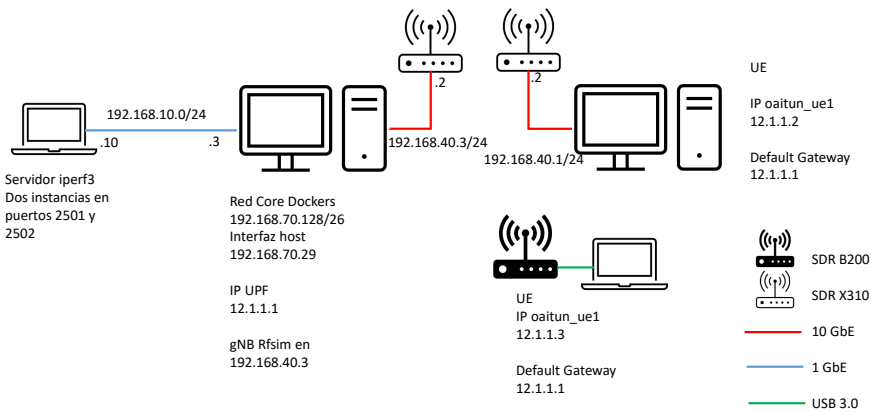 192.168.10.0/24
.10
.3
Servidor iperf3
Dos instancias en
puertos 2501 y
2502
.2
192.168.40.3/24
Red Core Dockers
192.168.70.128/26
Interfaz host
192.168.70.29
IP UPF
12.1.1.1
gNB Rfsim en
192.168.40.3
.2
192.168.40.1/24
UE
IP oaitun_ue1
12.1.1.2
Default Gateway
12.1.1.1
UE
IP oaitun_ue1
12.1.1.3
Default Gateway
12.1.1.1
SDR B200
SDR X310
10 GbE
1 GbE
USB 3.0